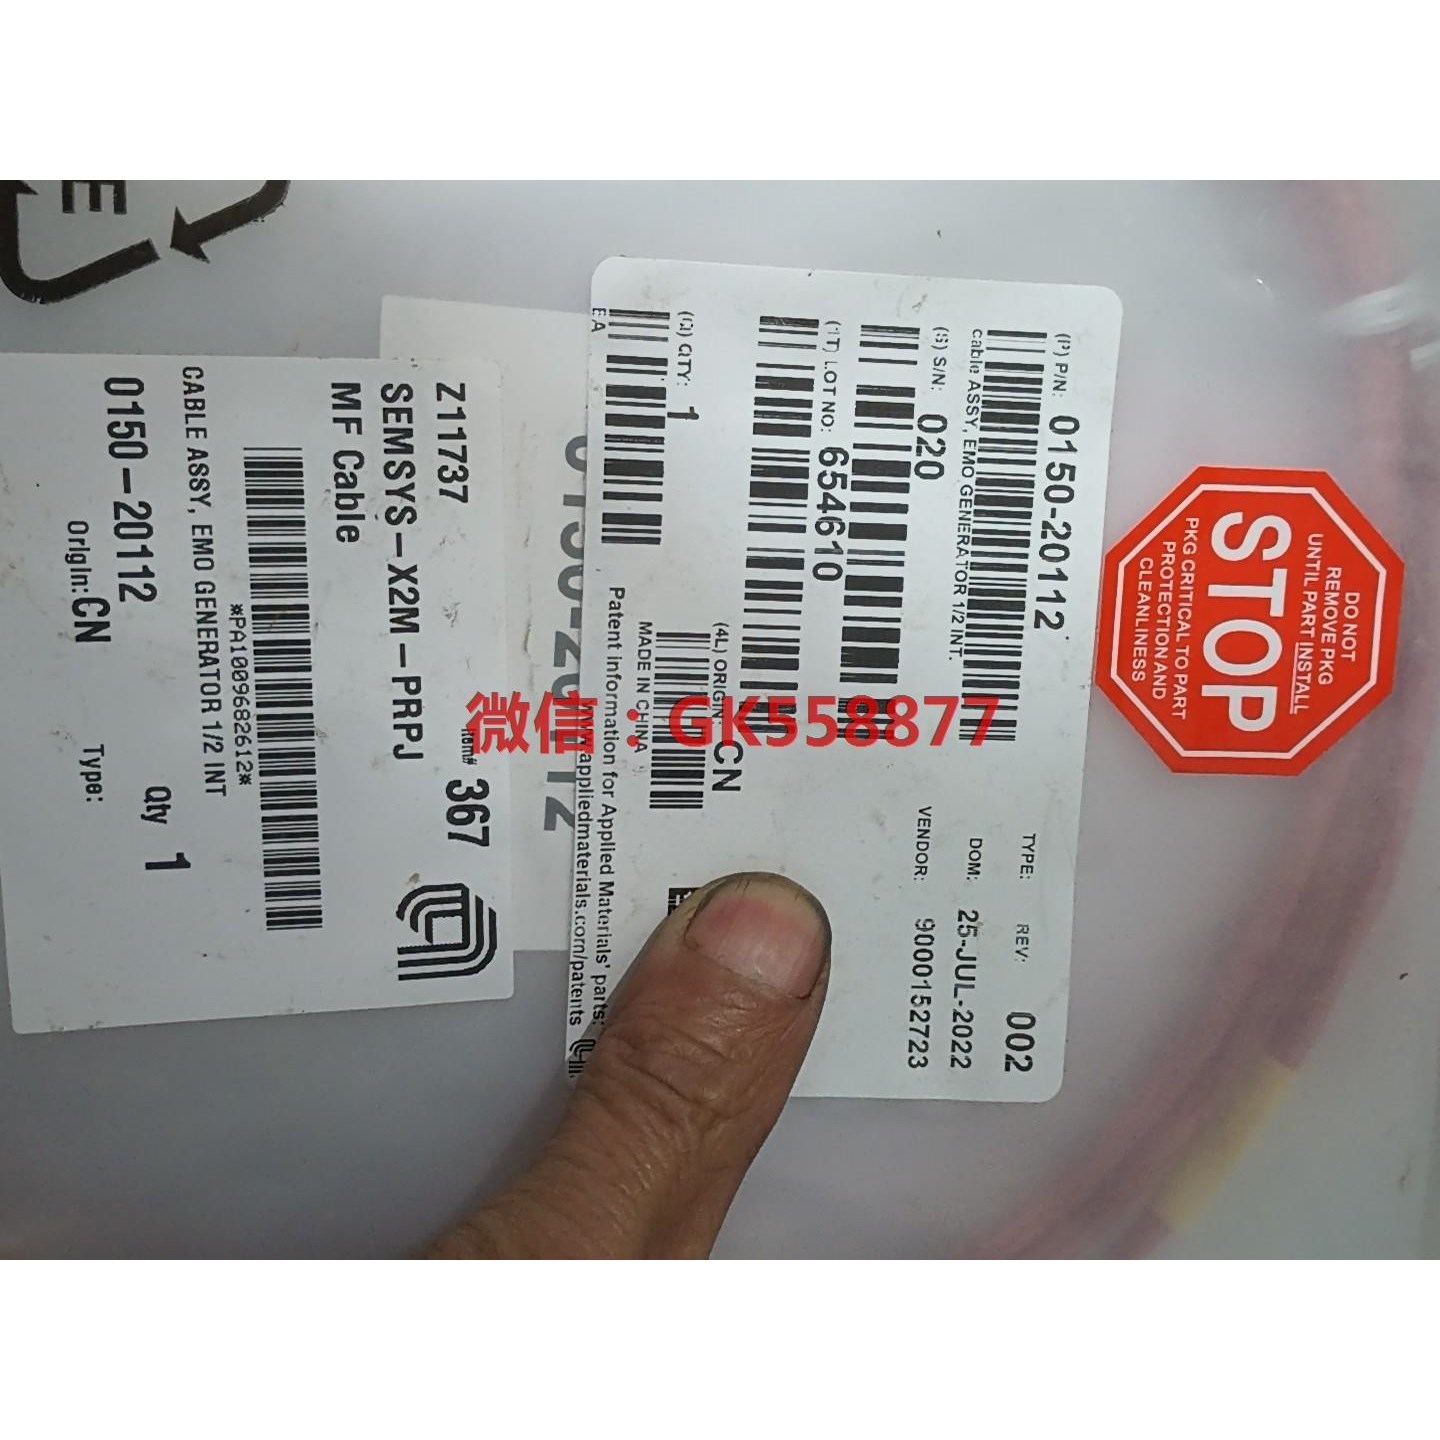 (P) P/N: 0150-20112
TYPE: REV: 002
cable ASSY, EMO GENERATOR 1/2 INT.
DOM: 25-JUL-2022
(S) S/N: 020
VENDOR: 9000152723
(1T) LOT NO: 654610
(4L) ORIGIN: CN
MADE IN CHINA
(Q) QTY: 1
EA
Patent information for Applied Materials' parts:
www.appliedmaterials.com/patents
DO NOT
REMOVE PKG
UNTIL PART INSTALL
STOP
PKG CRITICAL TO PART
PROTECTION AND
CLEANLINESS
Z11737
367
SEMSYS-X2M-PRPJ
MF Cable
*PA1009682612*
CABLE ASSY, EMO GENERATOR 1/2 INT
0150-20112
Qty 1
Origin:CN
Type:
微信：GK558877